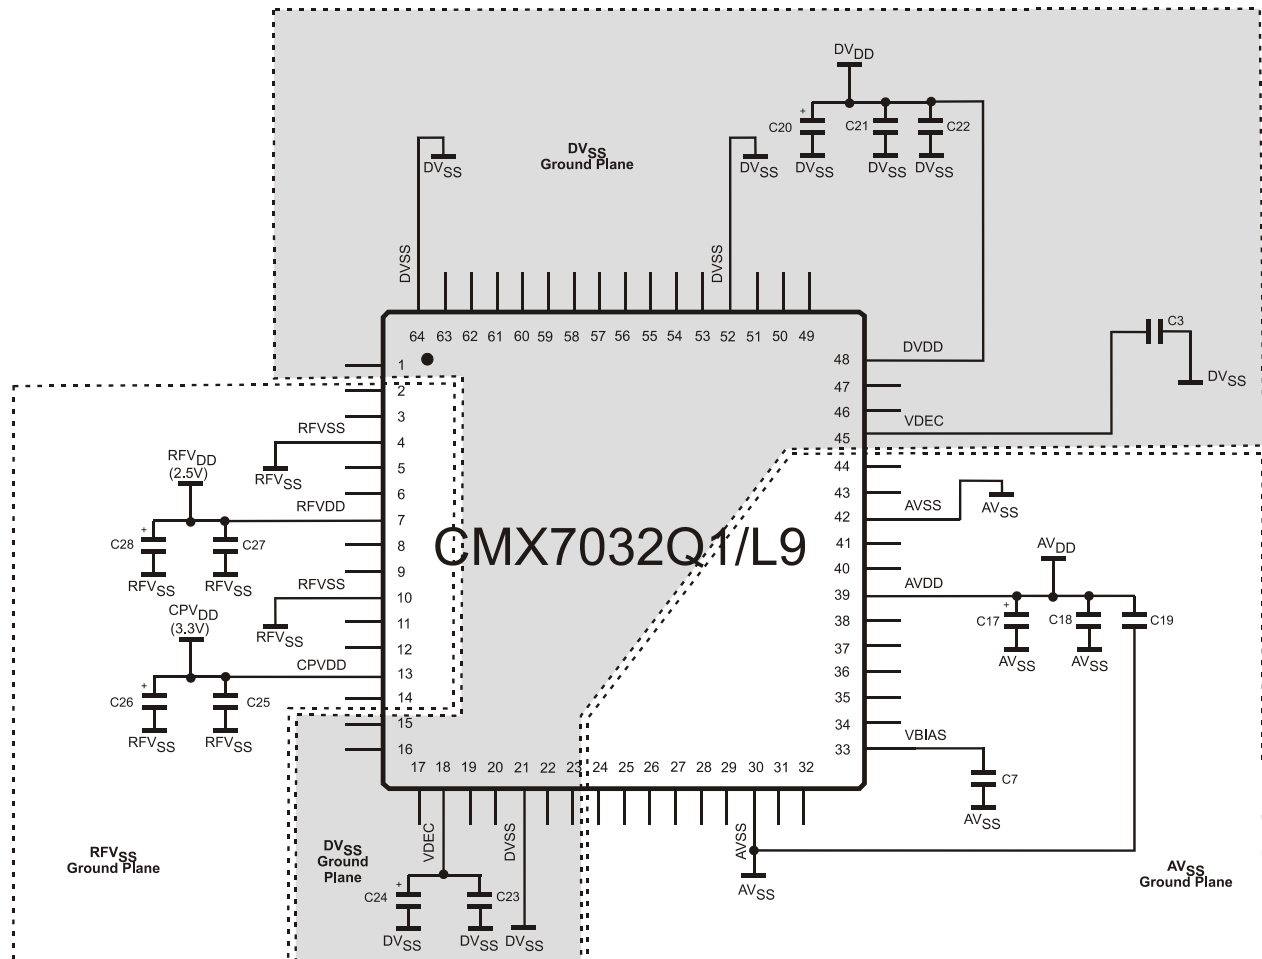 DVDD
+
C20
C21
C22
DVSS
DVSS
DVSS
DVSS
DVSS
DVSS
Ground Plane
DVSS
DVSS
64 63 62 61 60 59 58 57 56 55 54 53 52 51 50 49
C3
DVSS
1
2
3
4
5
6
7
8
9
10
11
12
13
14
15
16
48
47
46
45
44
43
42
41
40
39
38
37
36
35
34
33
DVDD
VDEC
RFVSS
RFVSS
RFVDD
(2.5V)
RFVDD
+
C28
C27
RFVSS
RFVSS
RFVSS
RFVSS
CPVDD
(3.3V)
CPVDD
+
C26
C25
RFVSS
RFVSS
CMX7032Q1/L9
AVSS
AVSS
AVDD
AVDD
+
C17
C18
C19
AVSS
AVSS
VBIAS
C7
AVSS
17 18 19 20 21 22 23 24 25 26 27 28 29 30 31 32
VDEC
DVSS
AVSS
AVSS
RFVSS
Ground Plane
DVSS
Ground
Plane
+
C24
C23
DVSS
DVSS
DVSS
AVSS
Ground Plane